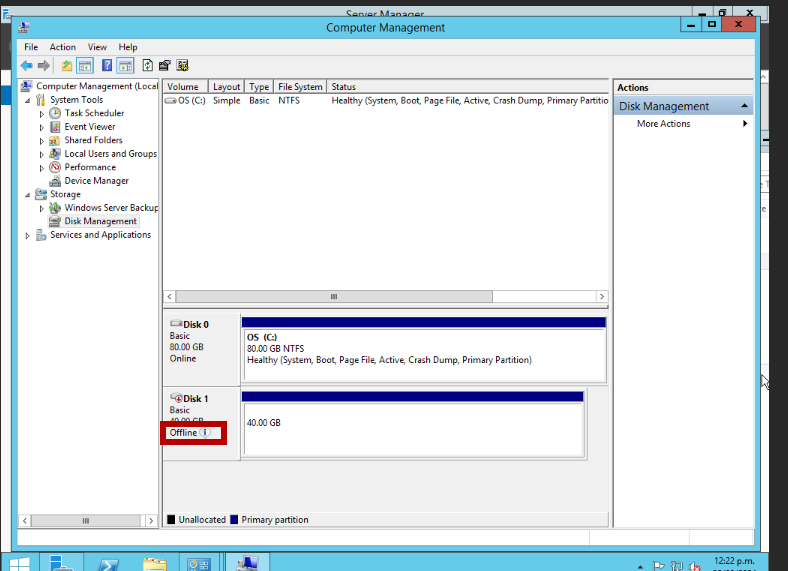 Server Manager
Computer Management
File Action View Help
Computer Management (Local
System Tools
Task Scheduler
Event Viewer
Shared Folders
Local Users and Groups
Performance
Device Manager
Storage
Windows Server Backup
Disk Management
Services and Applications
Volume Layout Type File System Status
OS (C:) Simple Basic NTFS Healthy (System, Boot, Page File, Active, Crash Dump, Primary Partitio
Disk 0
Basic
80.00 GB
Online
OS (C:)
80.00 GB NTFS
Healthy (System, Boot, Page File, Active, Crash Dump, Primary Partition)
Disk 1
Basic
40.00 GB
Offline
40.00 GB
Unallocated Primary partition
Actions
Disk Management
More Actions
12:22 p.m.